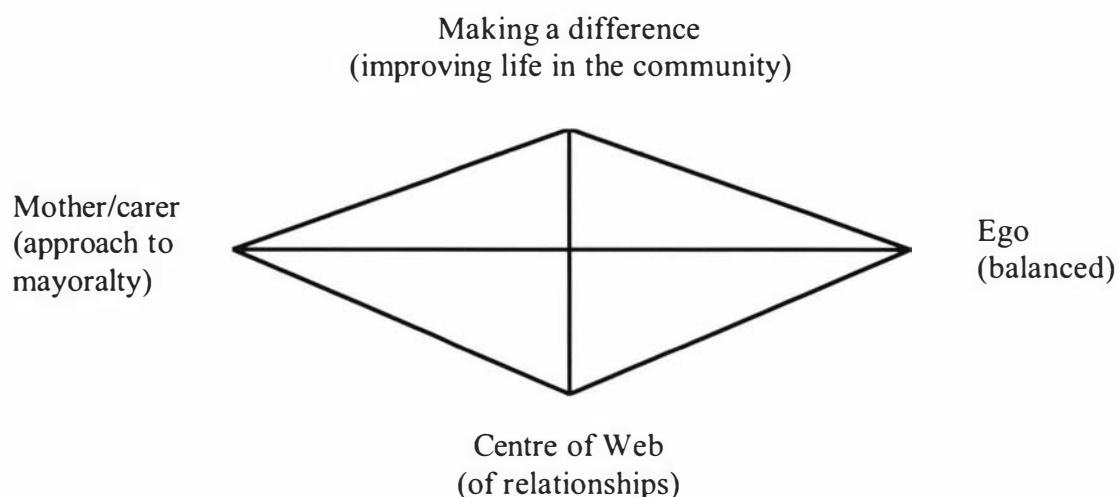 Making a difference
(improving life in the community)
Mother/carer
(approach to
mayoralty)
Ego
(balanced)
Centre of Web
(of relationships)